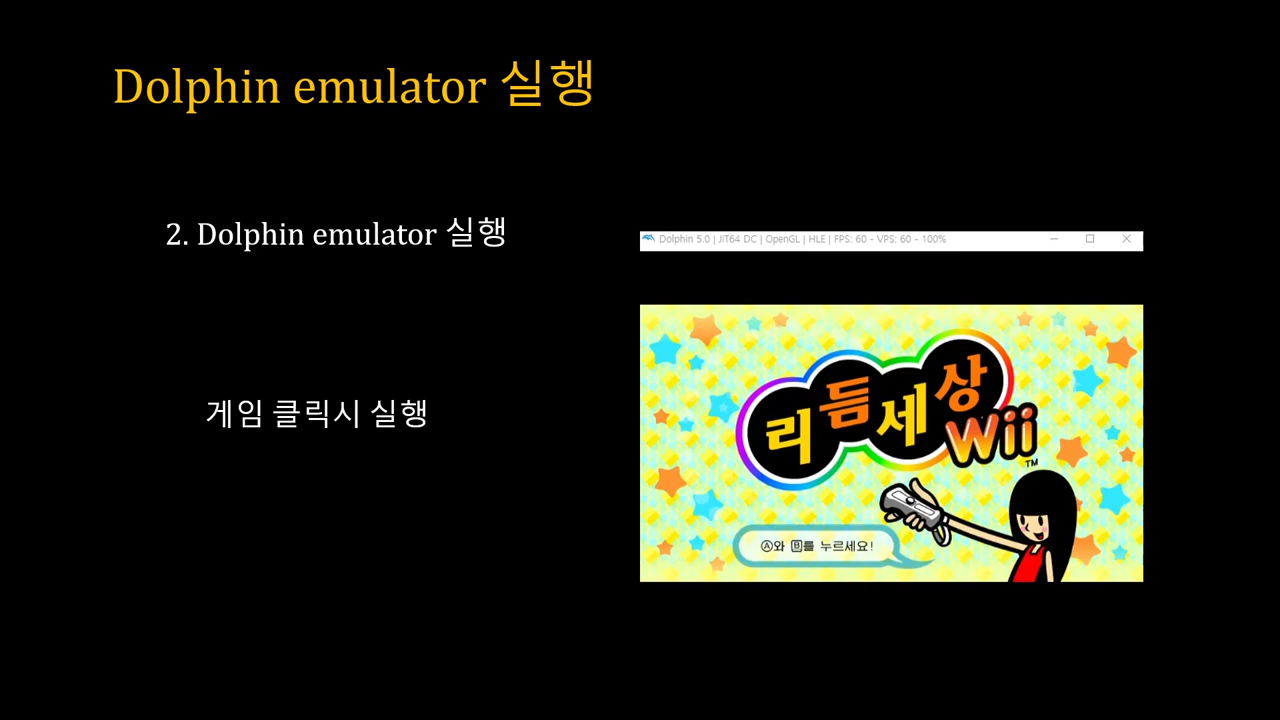 Dolphin emulator 실행
2. Dolphin emulator 실행
게임 클릭시 실행
Dolphin 5.0 | JIT64 DC | OpenGL | HLE | FPS: 60 - VPS: 60 - 100%
리듬세상
Wii
TM
Ⓐ와 🄱를 누르세요!